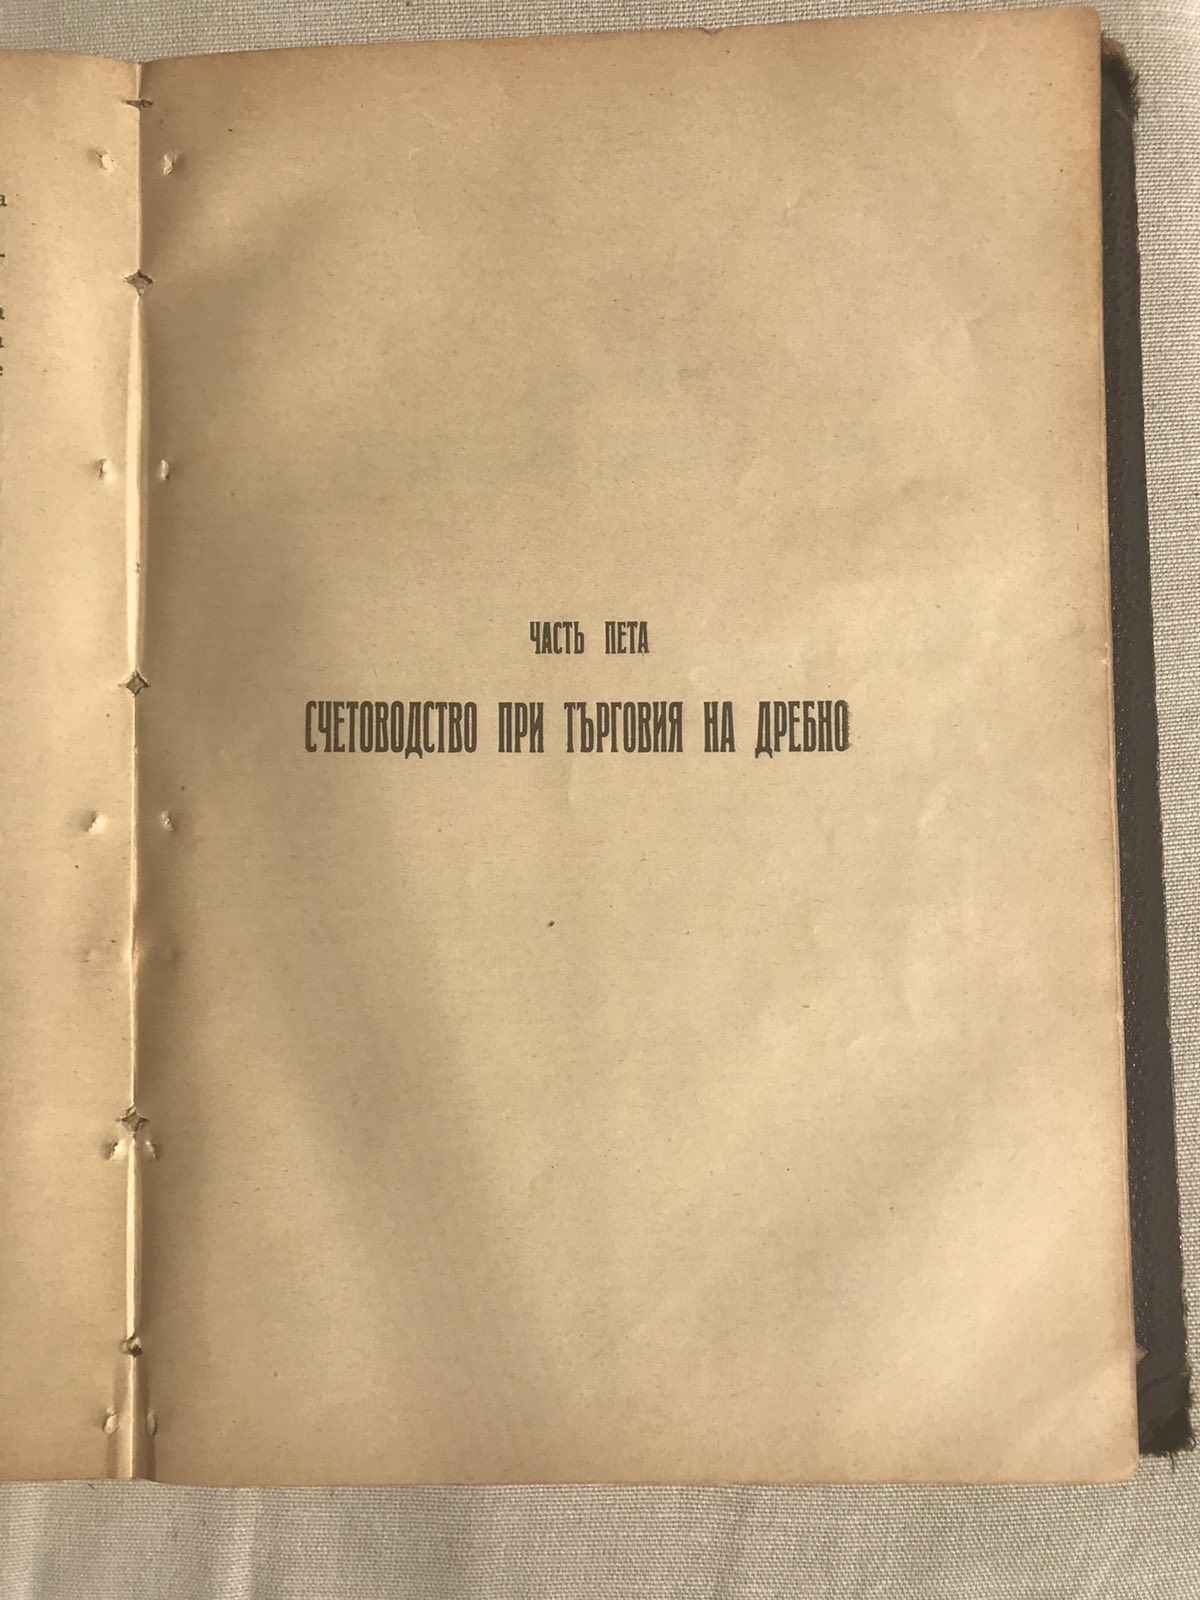 ЧАСТЬ ПЕТА
СЧЕТОВОДСТВО ПРИ ТЪРГОВИЯ НА ДРЕБНО